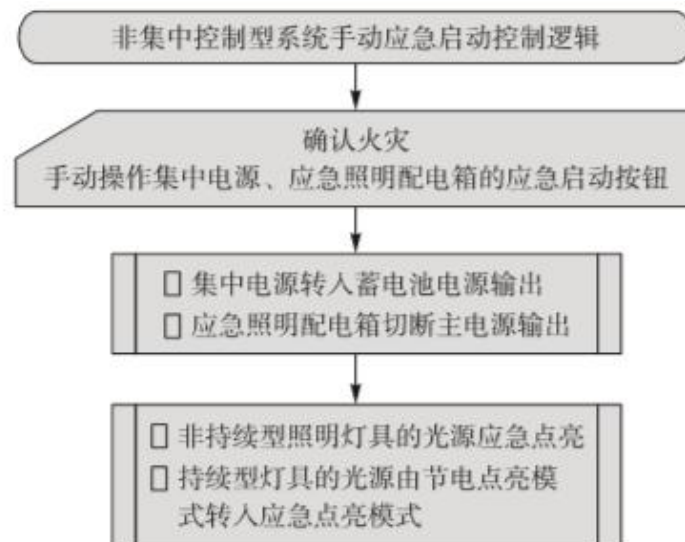 非集中控制型系统手动应急启动控制逻辑
确认火灾
手动操作集中电源、应急照明配电箱的应急启动按钮
□ 集中电源转入蓄电池电源输出
□ 应急照明配电箱切断主电源输出
□ 非持续型照明灯具的光源应急点亮
□ 持续型灯具的光源由节电点亮模
式转入应急点亮模式